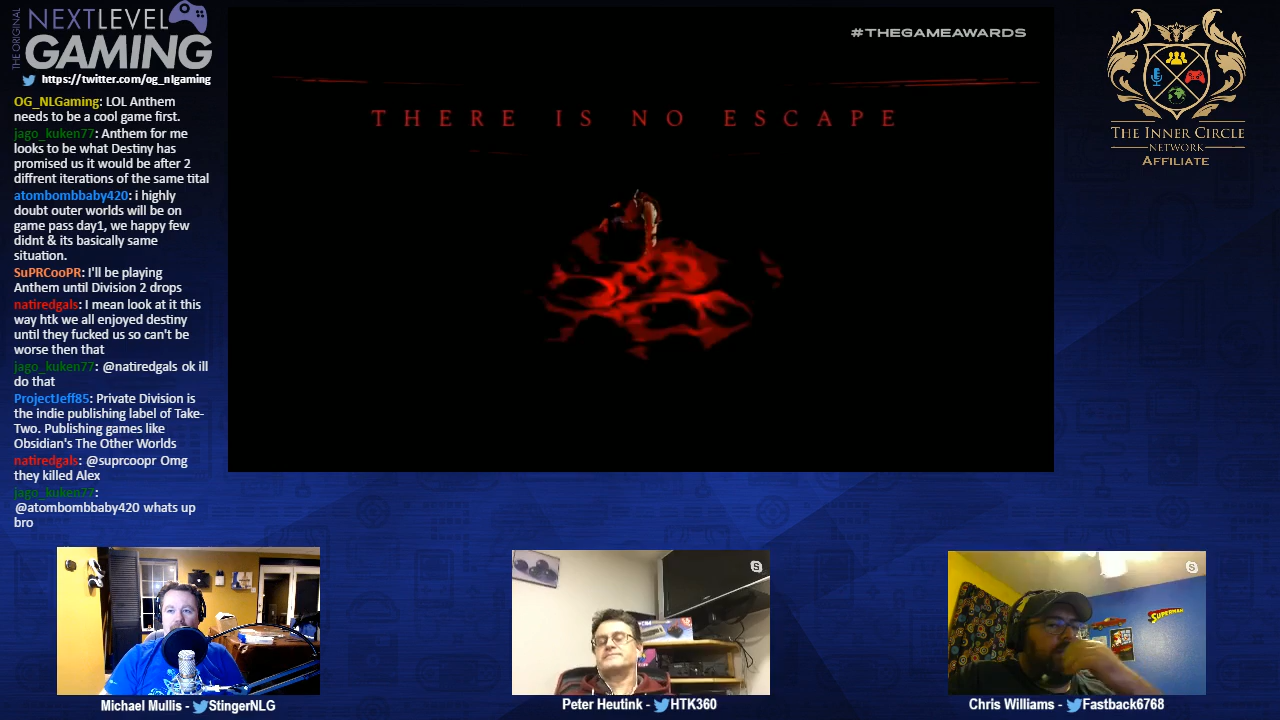 THE ORIGINAL
NEXTLEVEL
GAMING
https://twitter.com/og_nlgaming
OG_NLGaming: LOL Anthem
needs to be a cool game first.
jago_kuken77: Anthem for me
looks to be what Destiny has
promised us it would be after 2
diffrent iterations of the same tital
atombombbaby420: i highly
doubt outer worlds will be on
game pass day1, we happy few
didnt & its basically same
situation.
SuPRCooPR: I'll be playing
Anthem until Division 2 drops
natiredgals: I mean look at it this
way htk we all enjoyed destiny
until they fucked us so can't be
worse then that
jago_kuken77: @natiredgals ok ill
do that
ProjectJeff85: Private Division is
the indie publishing label of Take-
Two. Publishing games like
Obsidian's The Other Worlds
natiredgals: @suprcoopr Omg
they killed Alex
jago_kuken77:
@atombombbaby420 whats up
bro
#THEGAMEAWARDS
THERE IS NO ESCAPE
THE INNER CIRCLE
NETWORK
AFFILIATE
SUPERMAN
Michael Mullis - StingerNLG
Peter Heutink - HTK360
Chris Williams - Fastback6768